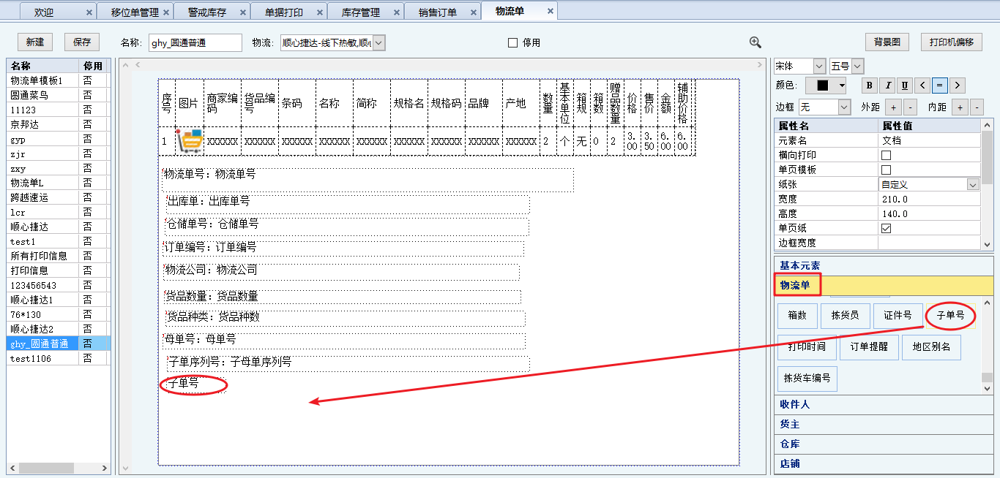 欢迎 移位单管理 警戒库存 单据打印 库存管理 销售订单 物流单
新建 保存 名称: ghy_圆通普通 物流: 顺心捷达-线下热敏,顺 停用 背景图 打印机偏移
名称 停用
物流单模板1 否
圆通菜鸟 否
11123 否
京邦达 否
gyp 否
zjr 否
zxy 否
物流单L 否
跨越速运 否
lcr 否
顺心捷达 否
test1 否
所有打印信息 否
打印信息 否
123456543 否
顺心捷达1 否
76*130 否
顺心捷达2 否
ghy_圆通普通 否
test1106 否
序号 图片 商家编码 货品编号 条码 名称 简称 规格名 规格码 品牌 产地 数量 基本单位 箱规 箱数 赠品数量 价格 售价 金额 辅助价格
1 XXXXX XXXXX XXXXX XXXXX XXXXX XXXXX XXXXX XXXXX XXXXX 2 个 无 0 2 3.00 3.50 6.00 6.00
物流单号：物流单号
出库单：出库单号
仓储单号：仓储单号
订单编号：订单编号
物流公司：物流公司
货品数量：货品数量
货品种类：货品种数
母单号：母单号
子单序列号：子母单序列号
子单号
宋体 五号
颜色: B I U < = >
边框 无 外距 + - 内距 + -
属性名 属性值
元素名 文档
横向打印
单页模板
纸张 自定义
宽度 210.0
高度 140.0
单页纸
边框宽度
基本元素
物流单
箱数 拣货员 证件号 子单号
打印时间 订单提醒 地区别名
拣货车编号
收件人
货主
仓库
店铺